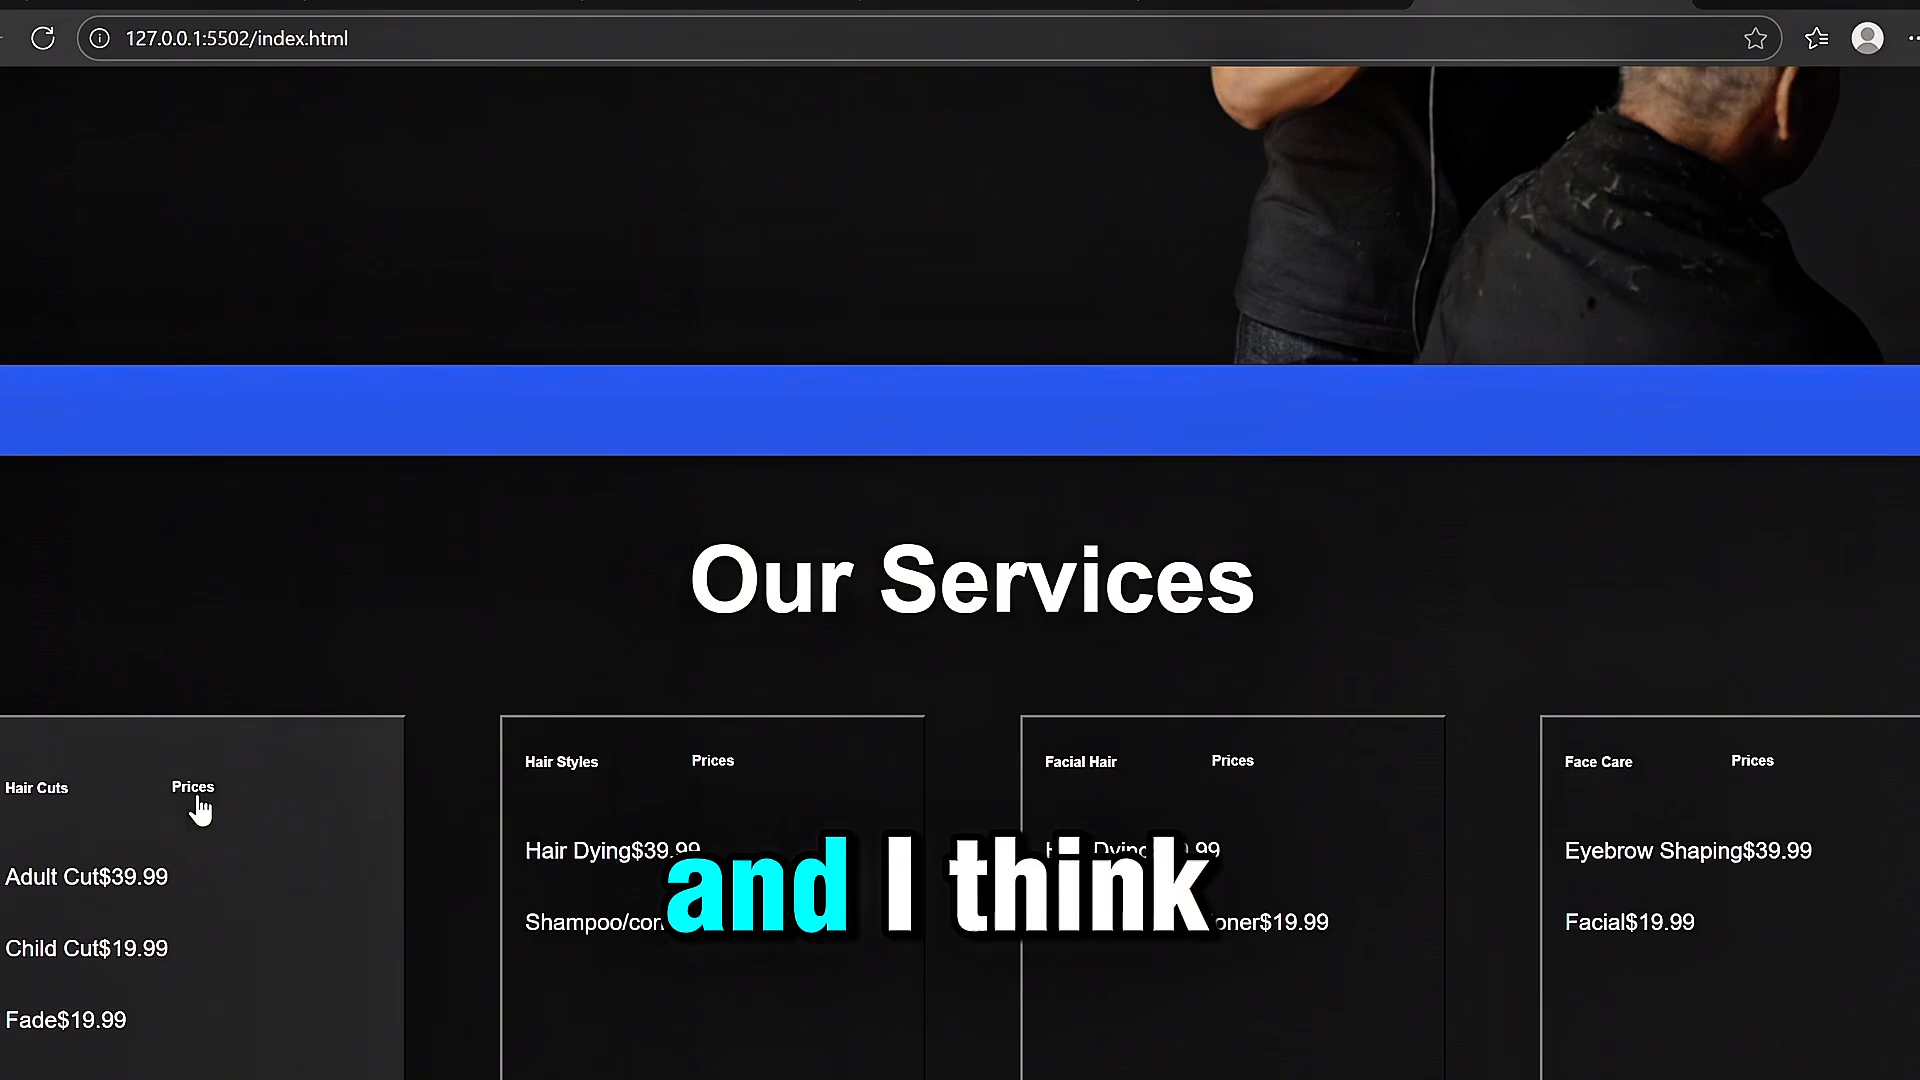 127.0.0.1:5502/index.html
Our Services
Hair Cuts Prices
Adult Cut$39.99
Child Cut$19.99
Fade$19.99
Hair Styles Prices
Hair Dying$39.99
Facial Hair Prices
oner$19.99
Face Care Prices
Eyebrow Shaping$39.99
Facial$19.99
and I think